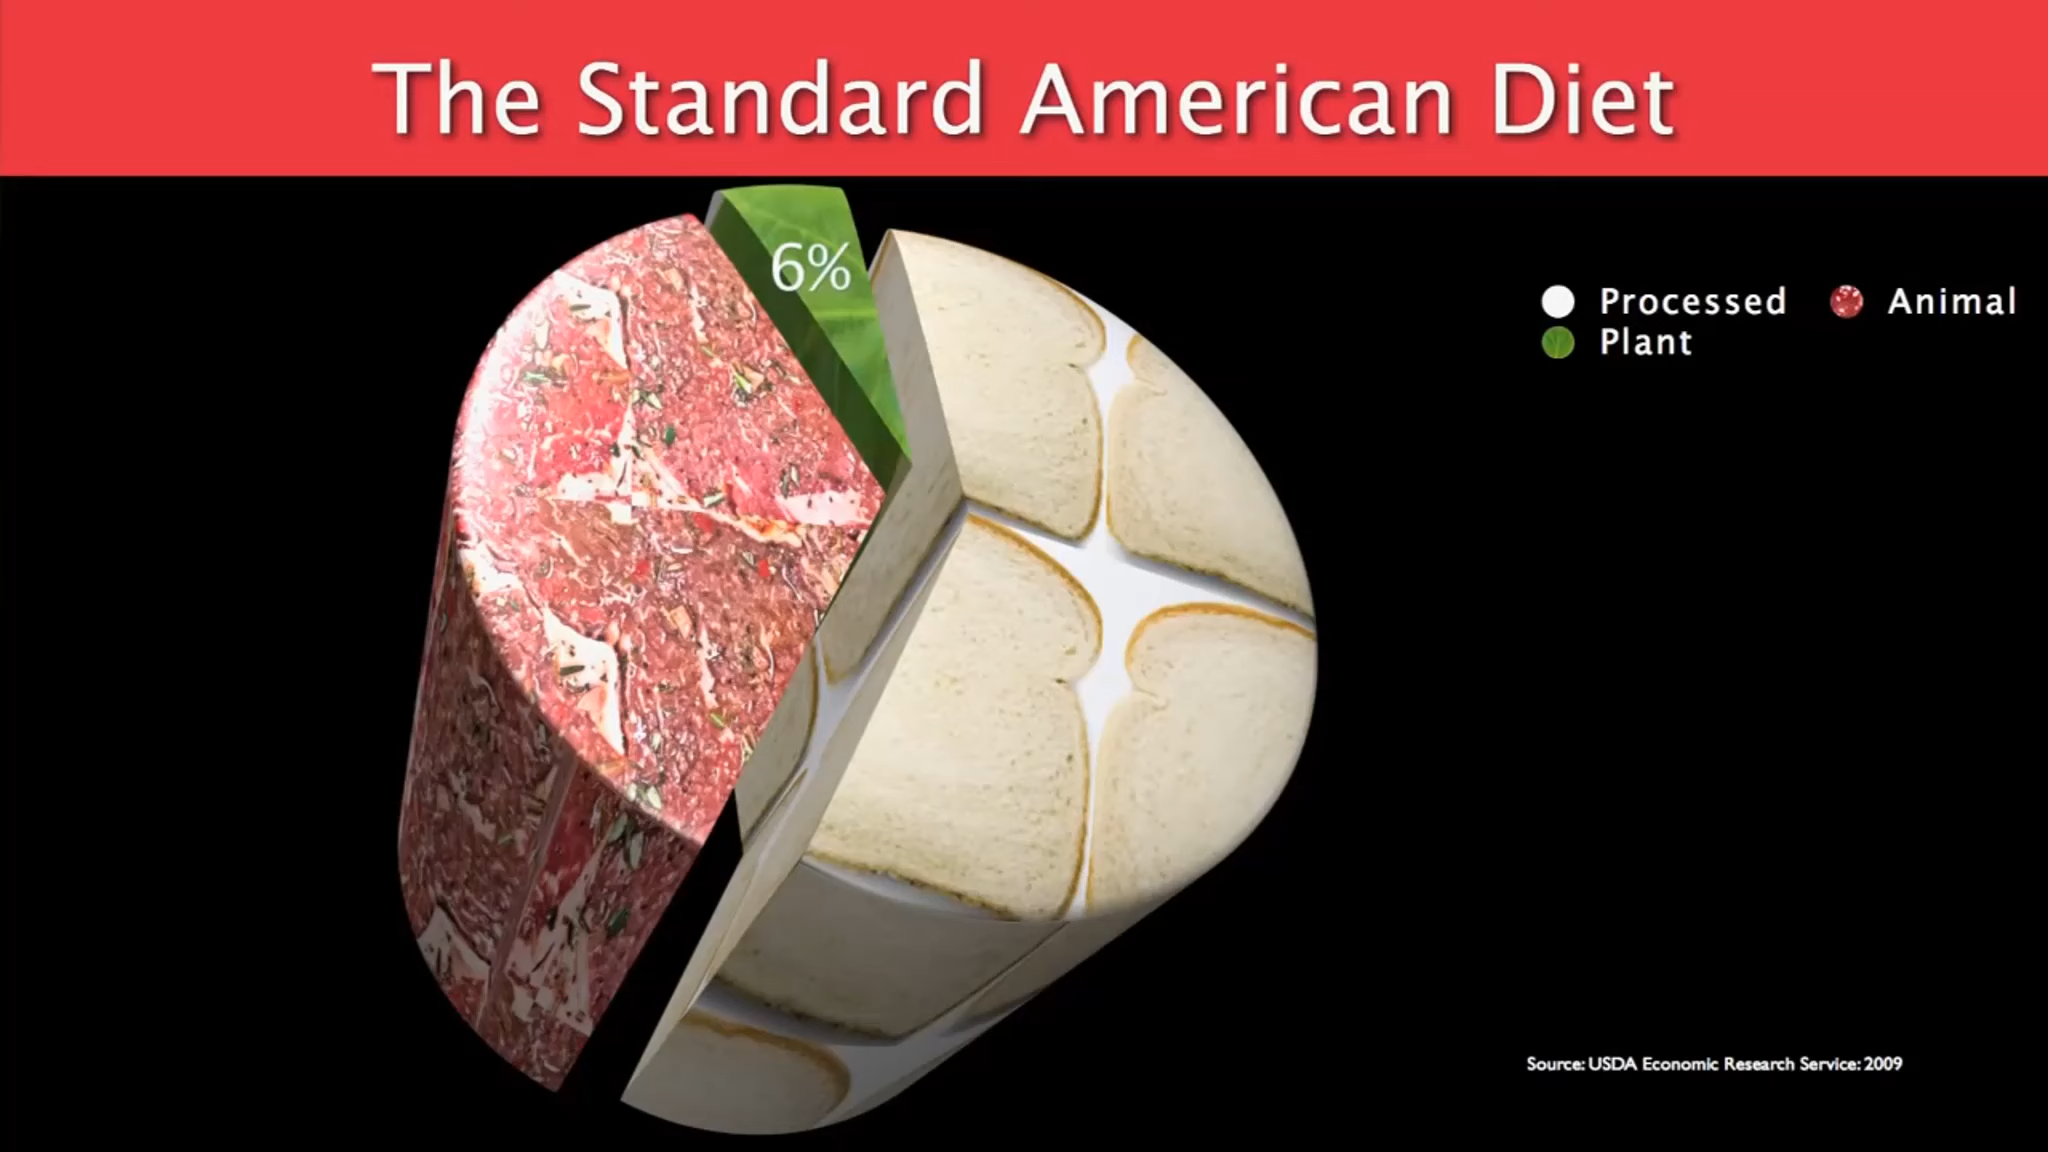 The Standard American Diet
6%
Processed Animal
Plant
Source: USDA Economic Research Service: 2009